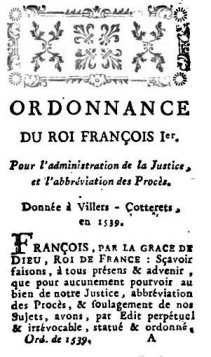 ORDONNANCE
DU ROI FRANÇOIS Ier.
Pour l'administration de la Justice,
et l'abbréviation des Procès.
Donnée à Villers-Cotterets,
en 1539.
FRANÇOIS, PAR LA GRACE DE
DIEU, ROI DE FRANCE : Sçavoir
faisons, à tous présens & advenir,
que pour aucunement pourvoir au
bien de notre Justice, abbréviation
des Procès, & soulagement de nos
Sujets, avons, par Edit perpétuel
& irrévocable, statué & ordonné,
Ord. de 1539. A